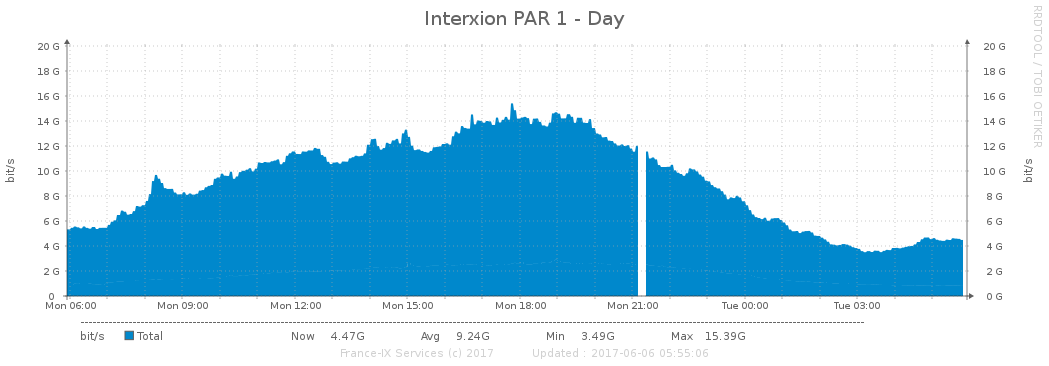 Interxion PAR 1 - Day
RRDTOOL / TOBI OETIKER
bit/s
20 G 20 G
18 G 18 G
16 G 16 G
14 G 14 G
12 G 12 G
10 G 10 G
8 G 8 G
6 G 6 G
4 G 4 G
2 G 2 G
0 0 G
bit/s
Mon 06:00 Mon 09:00 Mon 12:00 Mon 15:00 Mon 18:00 Mon 21:00 Tue 00:00 Tue 03:00
bit/s Total Now 4.47G Avg 9.24G Min 3.49G Max 15.39G
France-IX Services (c) 2017 Updated : 2017-06-06 05:55:06